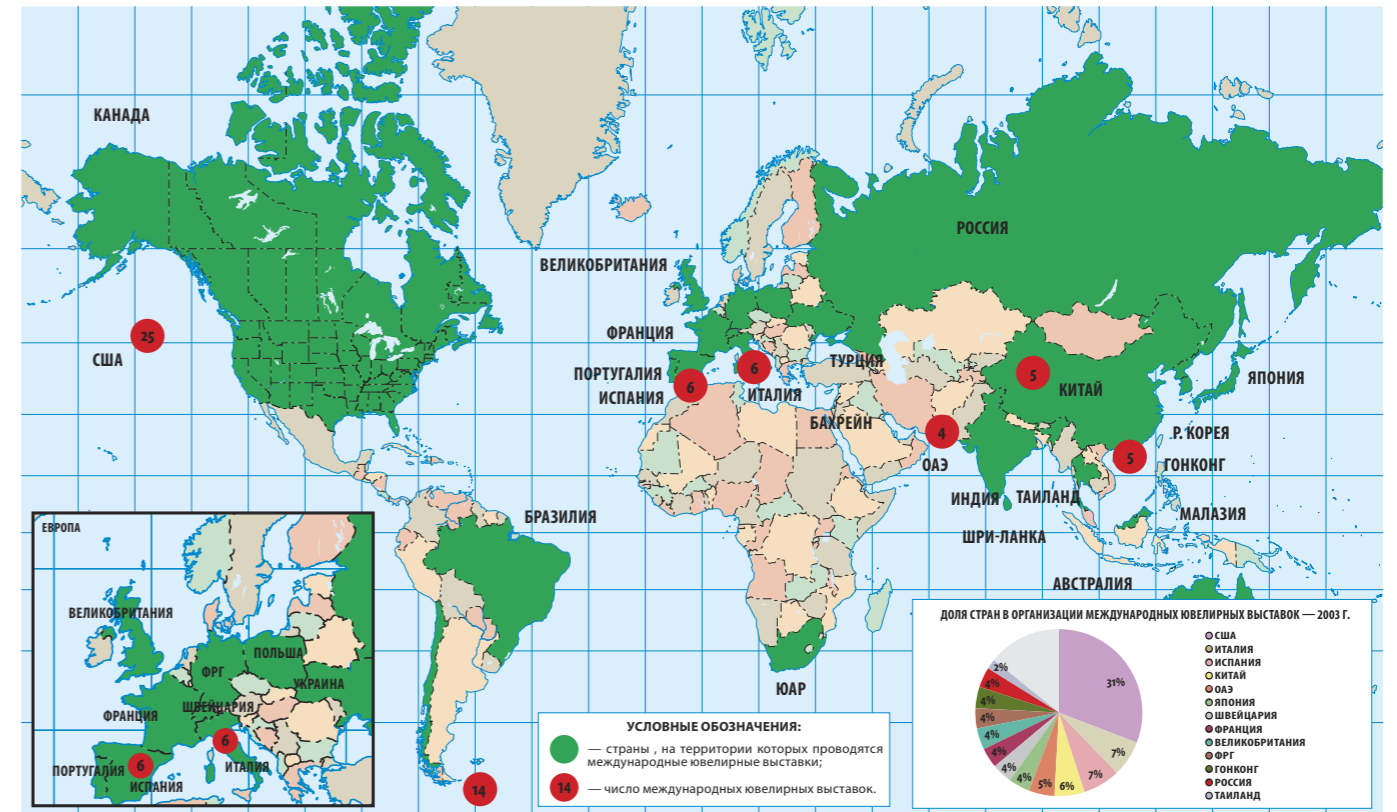 КАНАДА
РОССИЯ
ВЕЛИКОБРИТАНИЯ
25
США
ФРАНЦИЯ
ПОРТУГАЛИЯ
ИСПАНИЯ
6
6
ИТАЛИЯ
ТУРЦИЯ
5
КИТАЙ
ЯПОНИЯ
БАХРЕЙН
4
ОАЭ
Р. КОРЕЯ
5
ГОНКОНГ
ИНДИЯ
ТАИЛАНД
МАЛАЗИЯ
ШРИ-ЛАНКА
АВСТРАЛИЯ
БРАЗИЛИЯ
ЮАР
14
ЕВРОПА
ВЕЛИКОБРИТАНИЯ
ПОЛЬША
ФРГ
УКРАИНА
ШВЕЙЦАРИЯ
ФРАНЦИЯ
6
6
ПОРТУГАЛИЯ
ИСПАНИЯ
ИТАЛИЯ
УСЛОВНЫЕ ОБОЗНАЧЕНИЯ:
— страны , на территории которых проводятся
международные ювелирные выставки;
14 — число международных ювелирных выставок.
ДОЛЯ СТРАН В ОРГАНИЗАЦИИ МЕЖДУНАРОДНЫХ ЮВЕЛИРНЫХ ВЫСТАВОК — 2003 Г.
31%
7%
7%
6%
5%
4%
4%
4%
4%
4%
4%
4%
2%
США
ИТАЛИЯ
ИСПАНИЯ
КИТАЙ
ОАЭ
ЯПОНИЯ
ШВЕЙЦАРИЯ
ФРАНЦИЯ
ВЕЛИКОБРИТАНИЯ
ФРГ
ГОНКОНГ
РОССИЯ
ТАИЛАНД